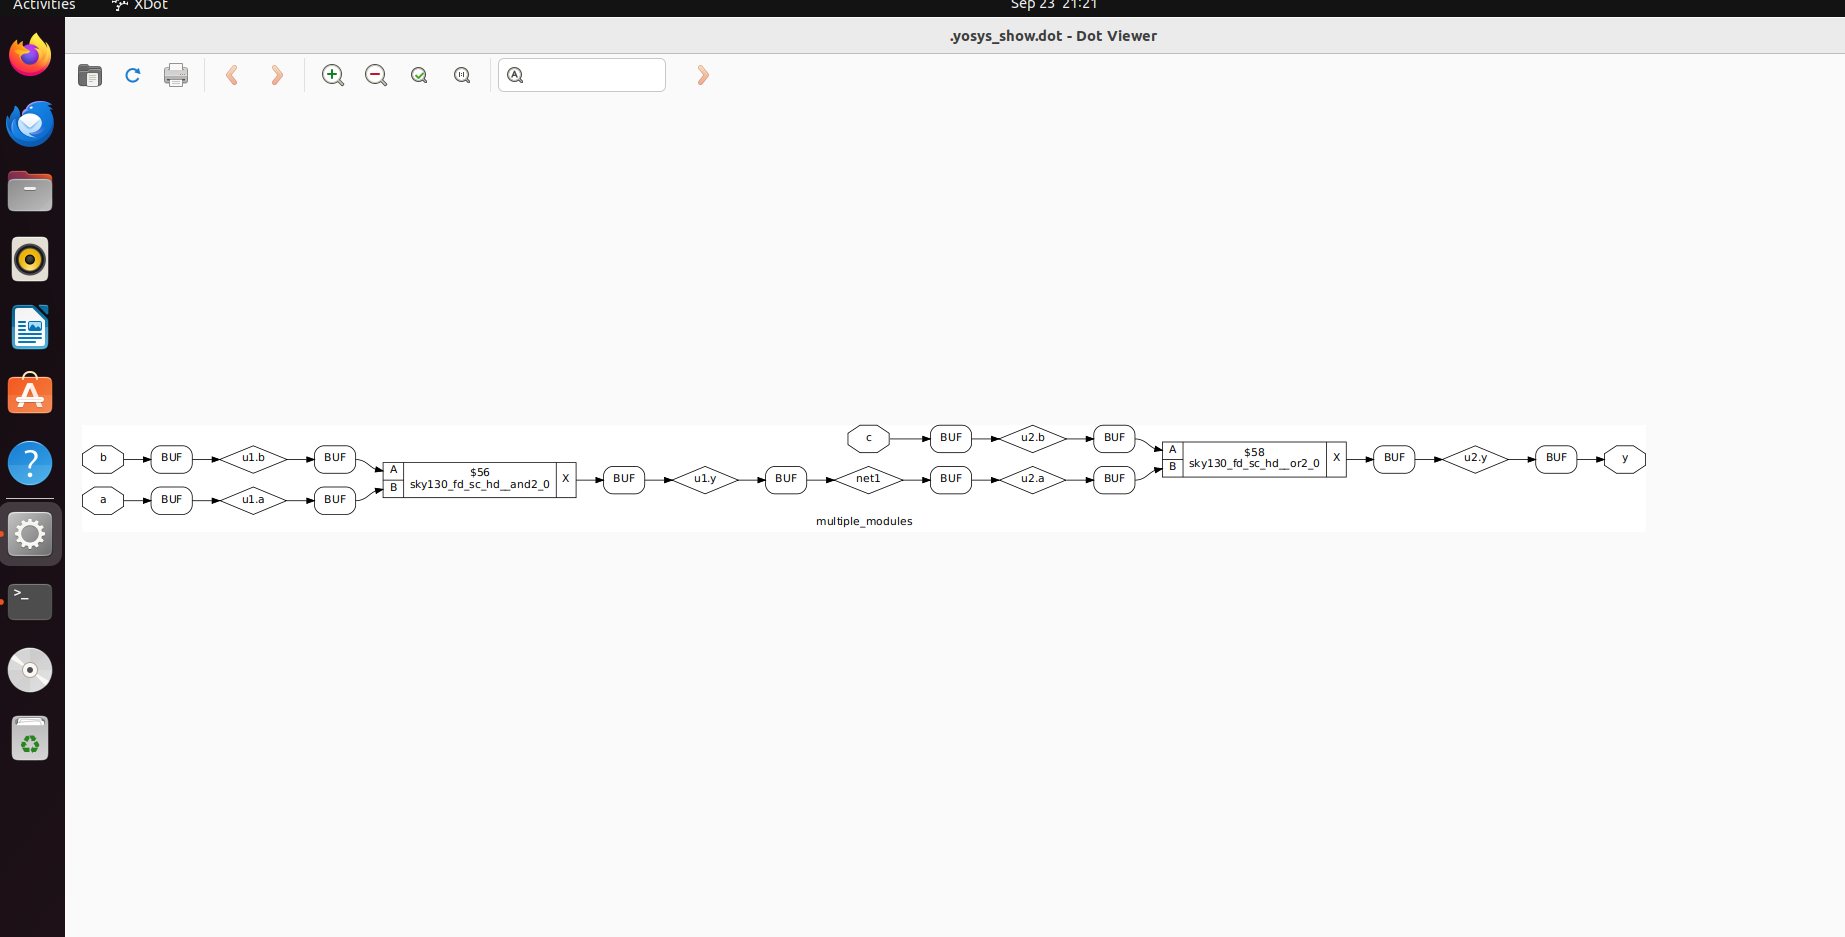 Activities XDot Sep 23 21:21
.yosys_show.dot - Dot Viewer
c BUF u2.b BUF
b BUF u1.b BUF
A
B
$56
sky130_fd_sc_hd__and2_0
X
a BUF u1.a BUF
BUF u1.y BUF net1 BUF u2.a BUF
A
B
$58
sky130_fd_sc_hd__or2_0
X
BUF u2.y BUF y
multiple_modules